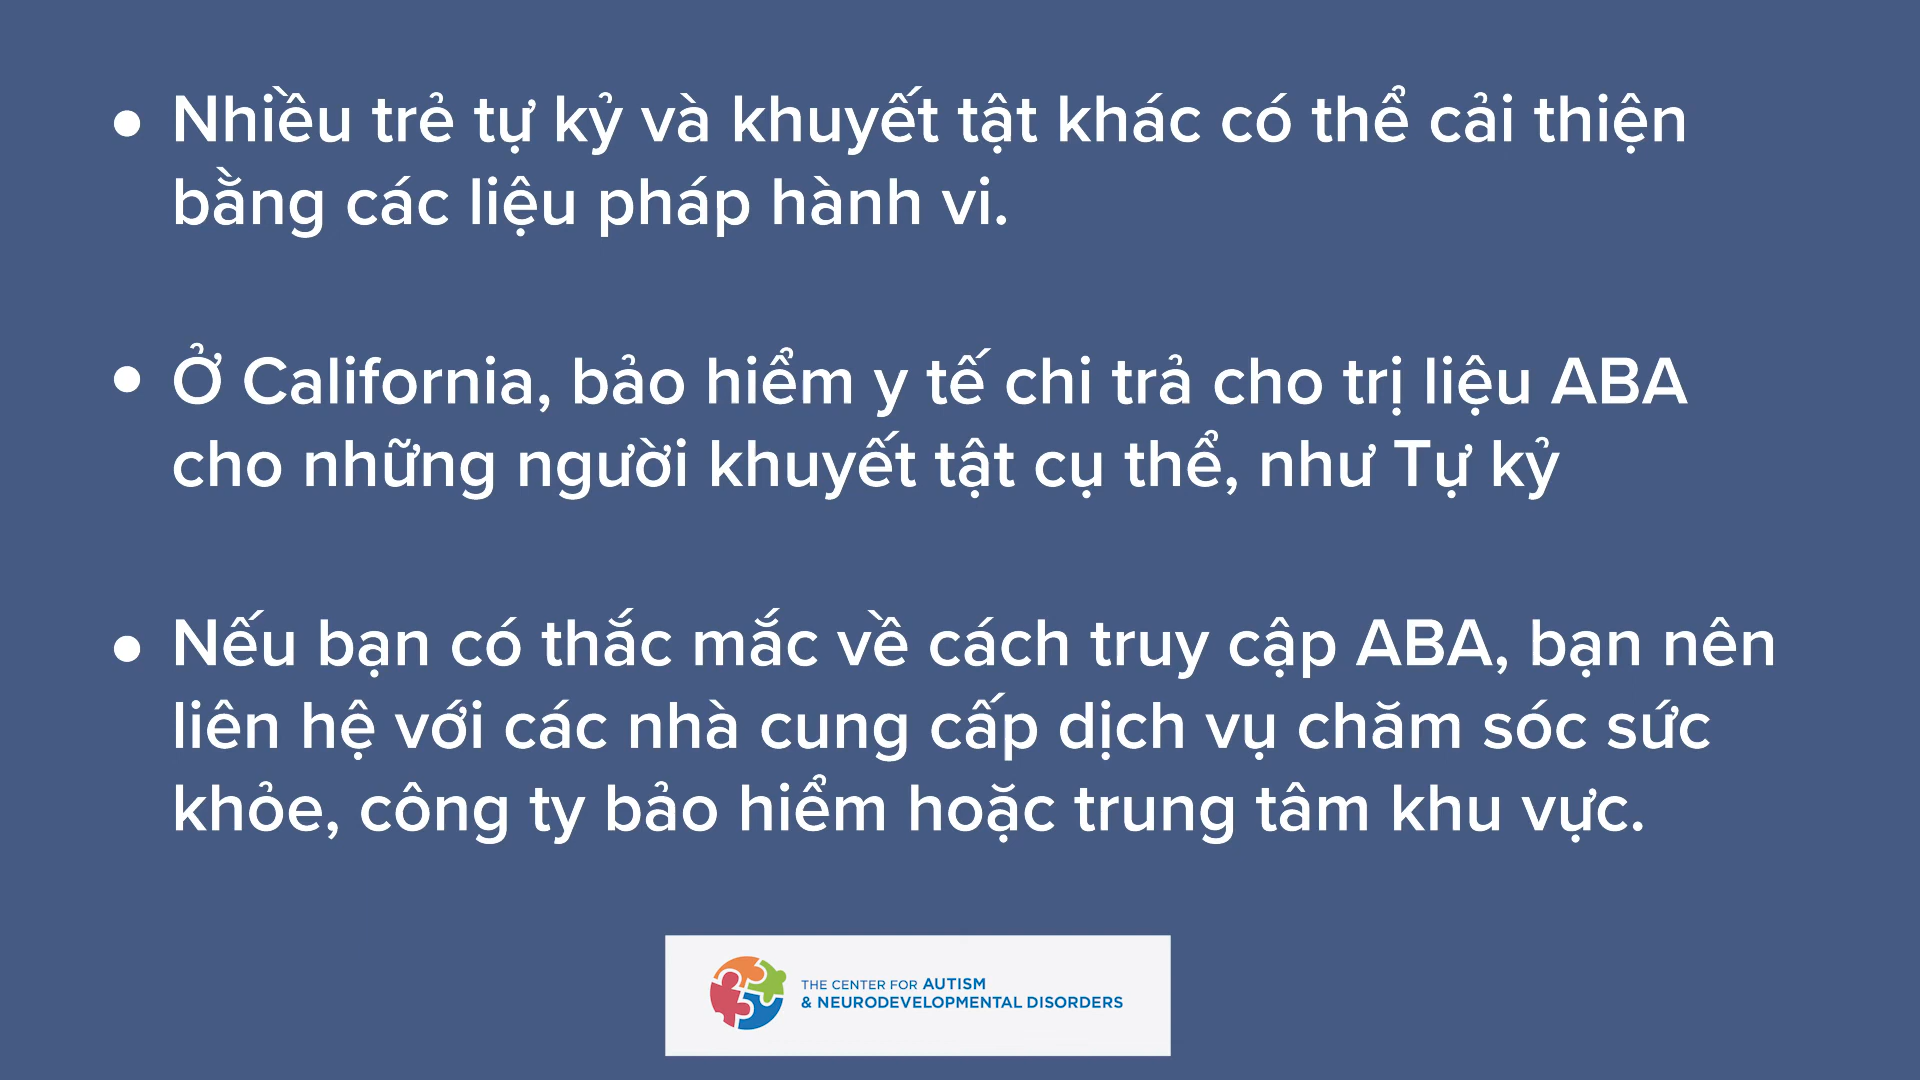 • Nhiều trẻ tự kỷ và khuyết tật khác có thể cải thiện
bằng các liệu pháp hành vi.
• Ở California, bảo hiểm y tế chi trả cho trị liệu ABA
cho những người khuyết tật cụ thể, như Tự kỷ
• Nếu bạn có thắc mắc về cách truy cập ABA, bạn nên
liên hệ với các nhà cung cấp dịch vụ chăm sóc sức
khỏe, công ty bảo hiểm hoặc trung tâm khu vực.
THE CENTER FOR AUTISM
& NEURODEVELOPMENTAL DISORDERS